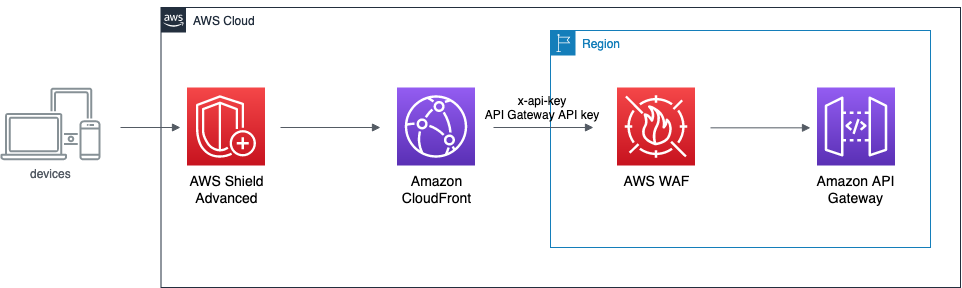 aws
AWS Cloud
Region
devices
AWS Shield
Advanced
Amazon
CloudFront
x-api-key
API Gateway API key
AWS WAF
</>
Amazon API
Gateway